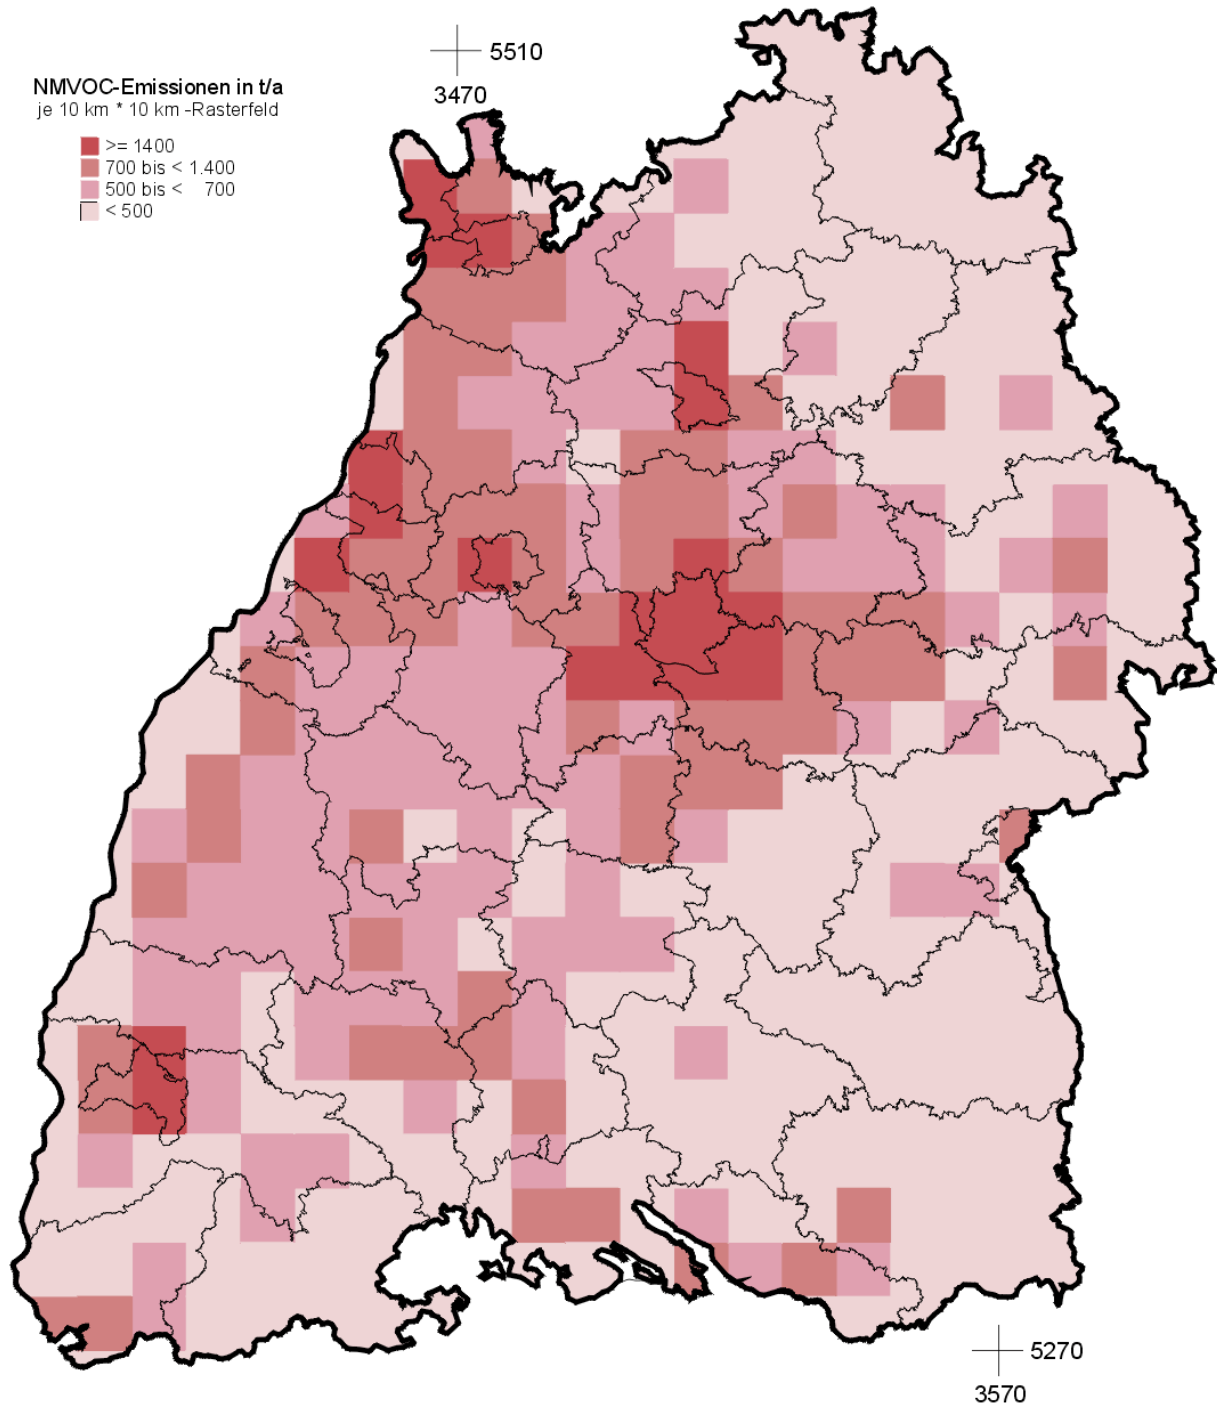 5510
3470
NMVOC-Emissionen in t/a
je 10 km * 10 km -Rasterfeld
>= 1400
700 bis < 1.400
500 bis < 700
< 500
5270
3570